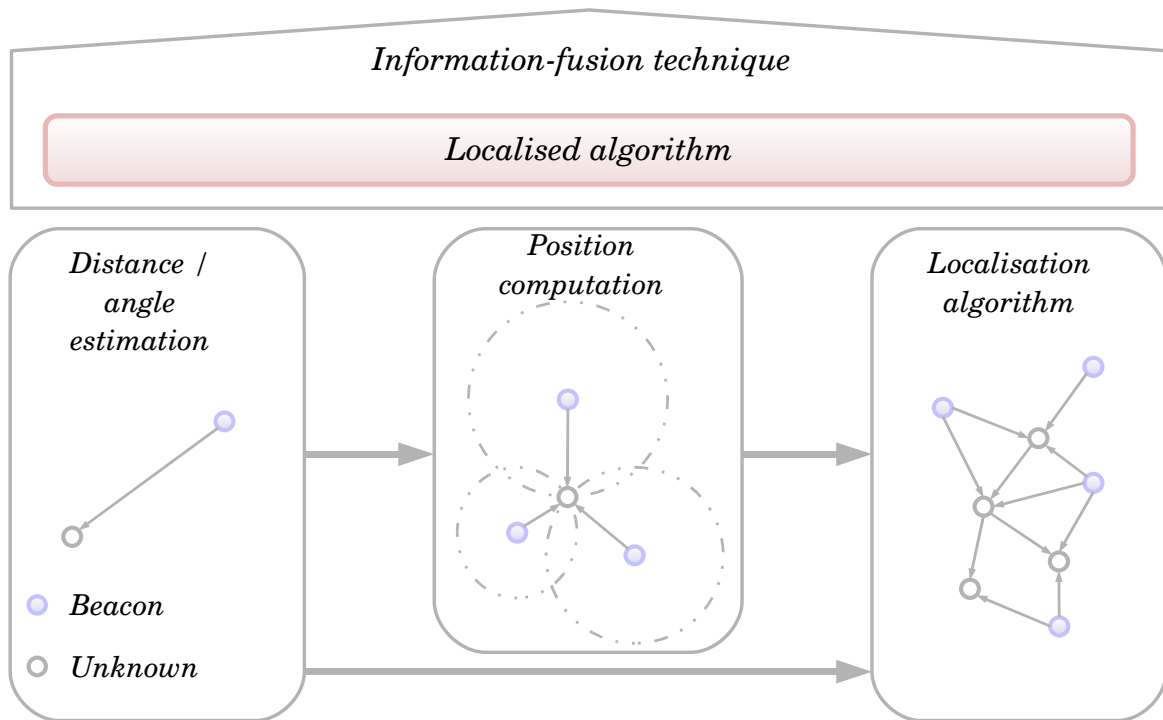 Information-fusion technique
Localised algorithm
Distance /
angle
estimation
Beacon
Unknown
Position
computation
Localisation
algorithm